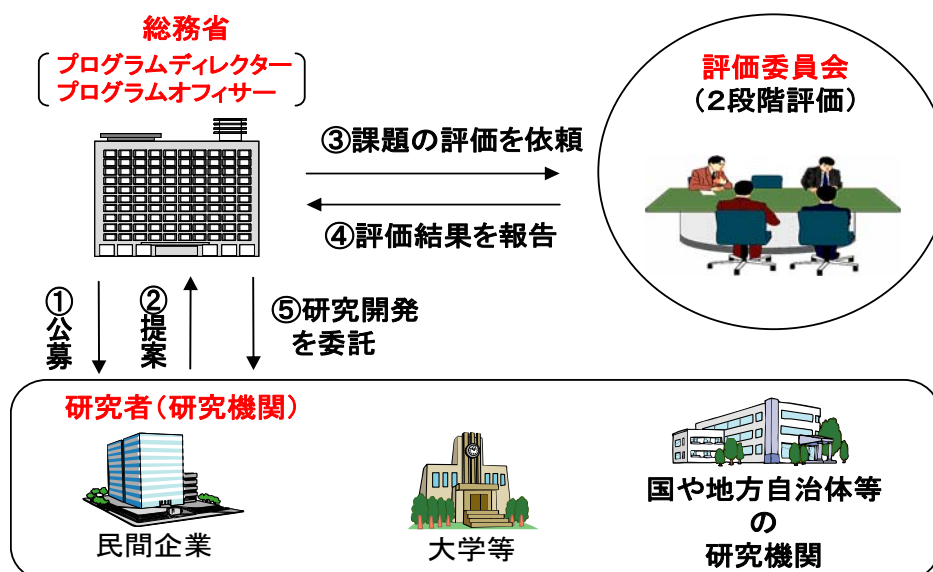 総務省
プログラムディレクター
プログラムオフィサー
評価委員会
(２段階評価)
③課題の評価を依頼
④評価結果を報告
①公募
②提案
⑤研究開発
を委託
研究者(研究機関)
民間企業
大学等
国や地方自治体等
の
研究機関